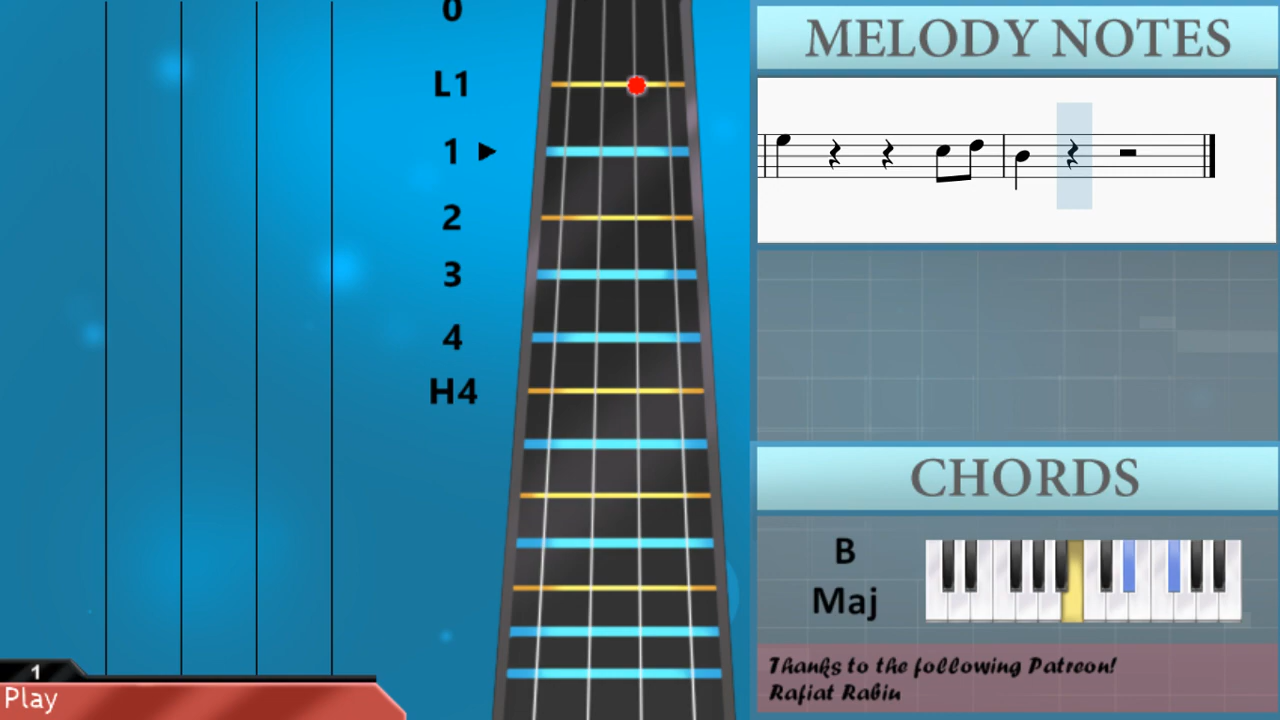 0
L1
1
2
3
4
H4
1
Play
MELODY NOTES
CHORDS
B
Maj
Thanks to the following Patreon!
Rafiat Rabiu